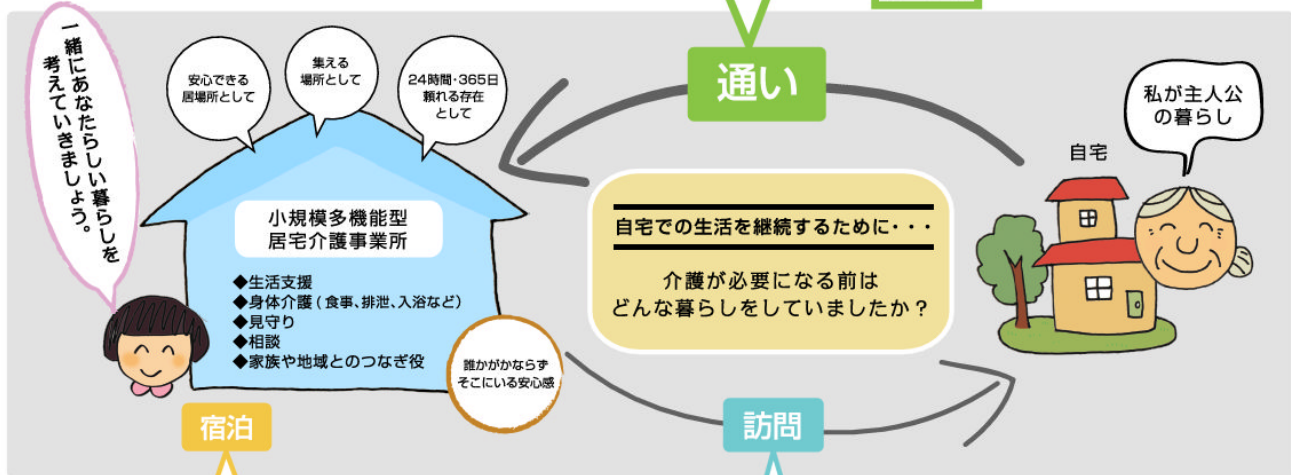 一緒にあなたらしい暮らしを
考えていきましょう。
安心できる
居場所として
集える
場所として
24時間・365日
頼れる存在
として
通い
私が主人公
の暮らし
自宅
小規模多機能型
居宅介護事業所
◆生活支援
◆身体介護(食事、排泄、入浴など)
◆見守り
◆相談
◆家族や地域とのつなぎ役
自宅での生活を継続するために・・・
介護が必要になる前は
どんな暮らしをしていましたか？
誰かがかならず
そこにいる安心感
宿泊
訪問